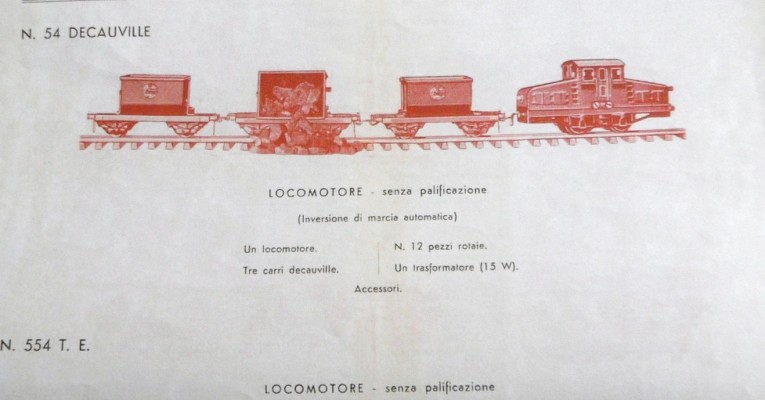 N. 54 DECAUVILLE
LOCOMOTORE - senza palificazione
(Inversione di marcia automatica)
Un locomotore.
Tre carri decauville.
N. 12 pezzi rotaie.
Un trasformatore (15 W).
Accessori.
N. 554 T. E.
LOCOMOTORE - senza palificazione